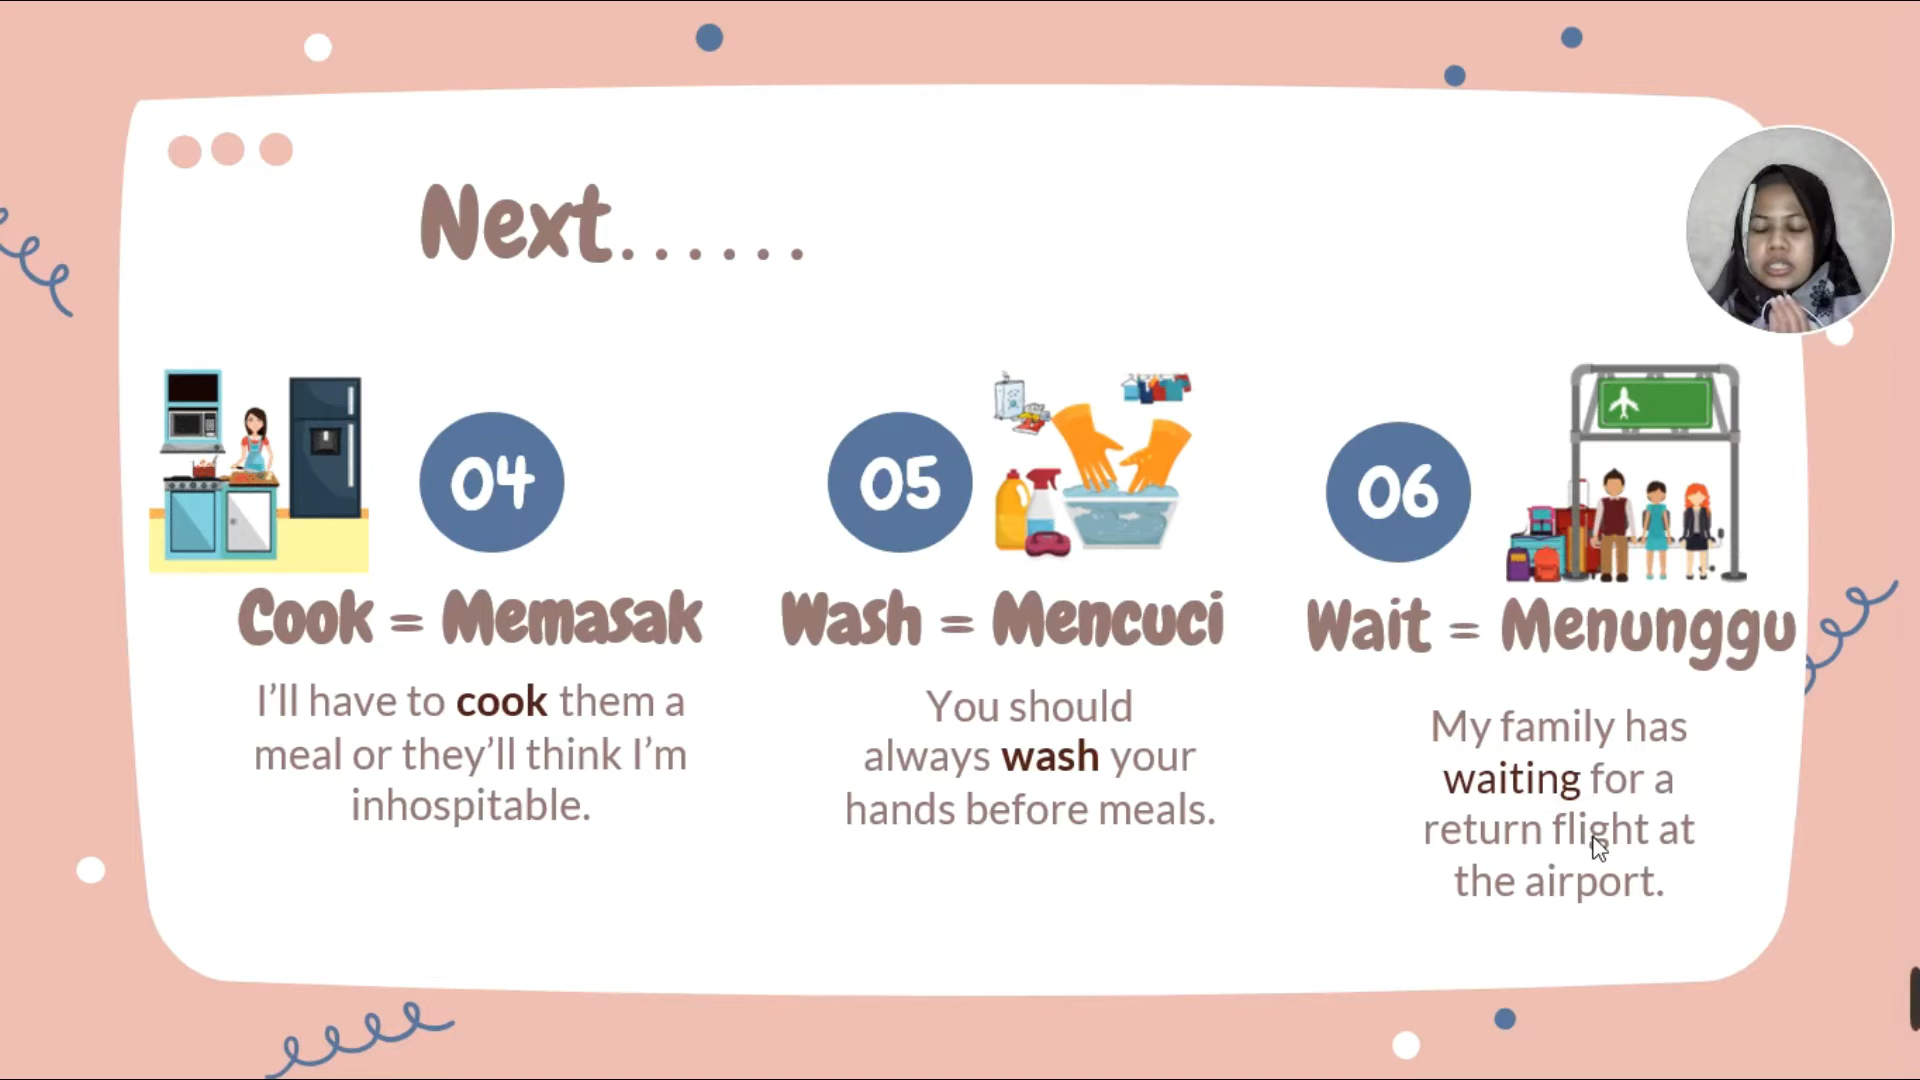 Next......
04
Cook = Memasak
I'll have to cook them a
meal or they'll think I'm
inhospitable.
05
Wash = Mencuci
You should
always wash your
hands before meals.
06
Wait = Menunggu
My family has
waiting for a
return flight at
the airport.